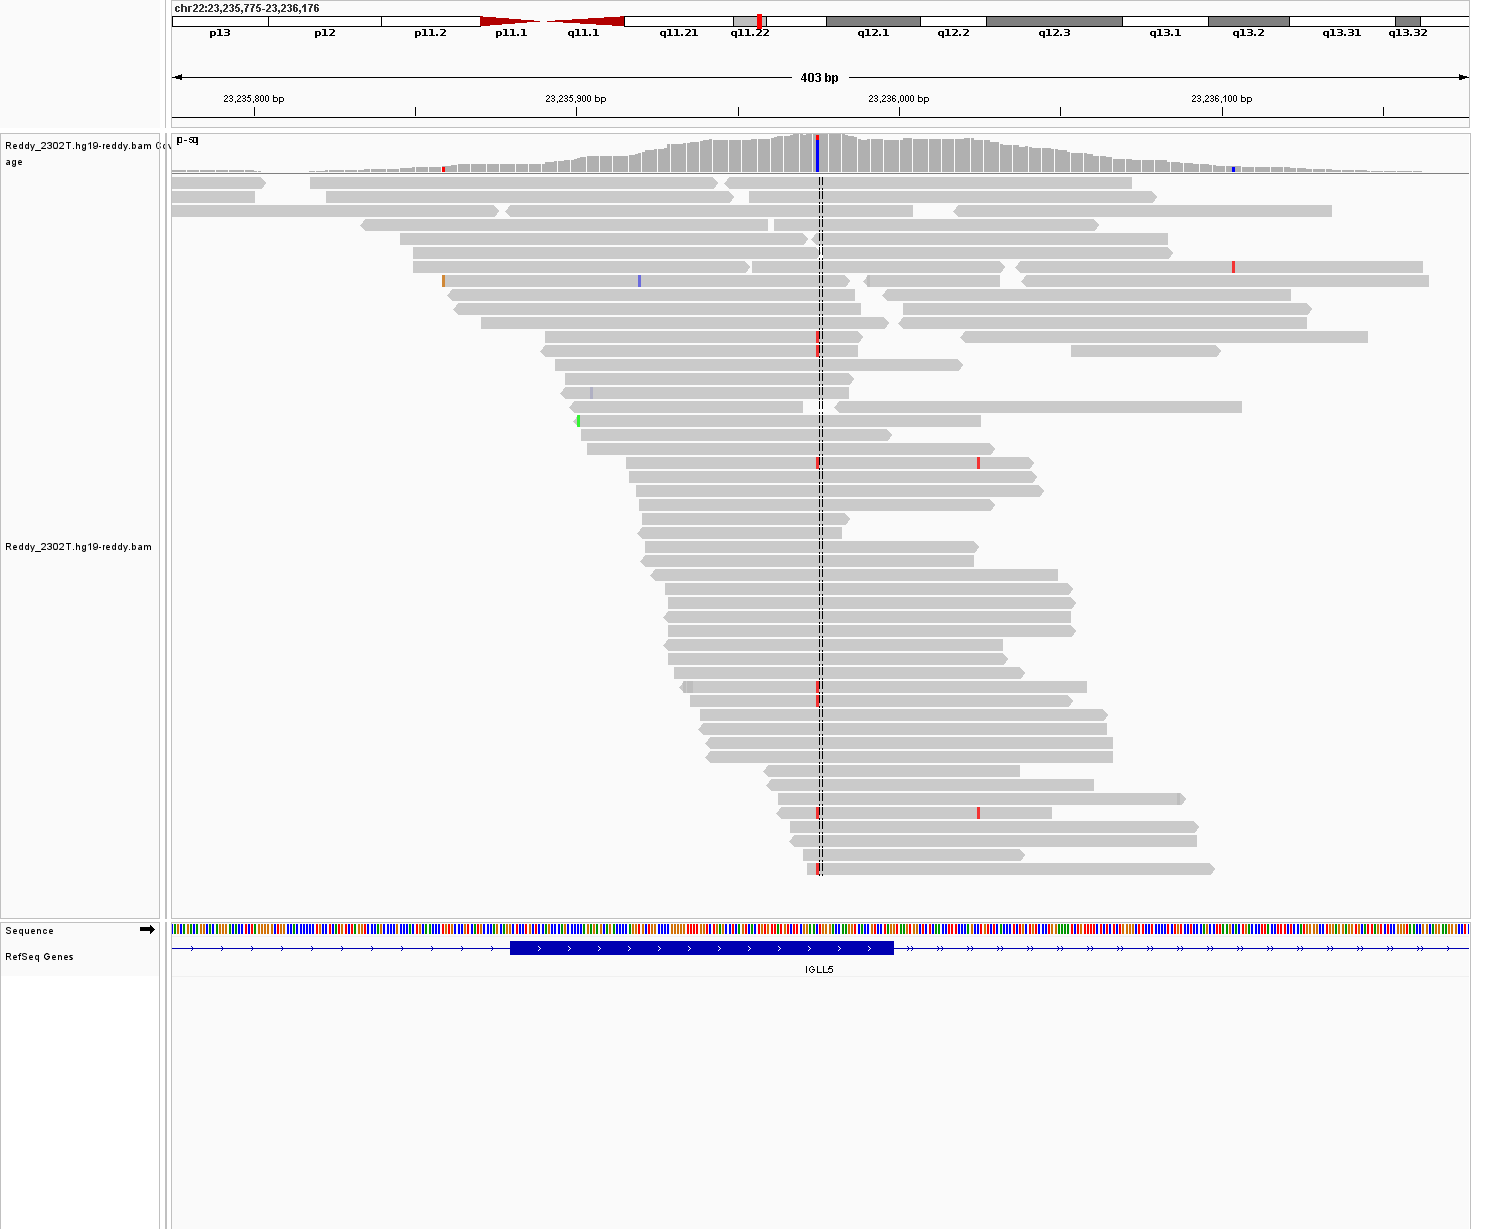 chr22:23,235,775-23,236,176
p13 p12 p11.2 p11.1 q11.1 q11.21 q11.22 q12.1 q12.2 q12.3 q13.1 q13.2 q13.31 q13.32
403 bp
23,235,800 bp 23,235,900 bp 23,236,000 bp 23,236,100 bp
Reddy_2302T.hg19-reddy.bam Cov
age
Reddy_2302T.hg19-reddy.bam
Sequence
RefSeq Genes
IGLL5